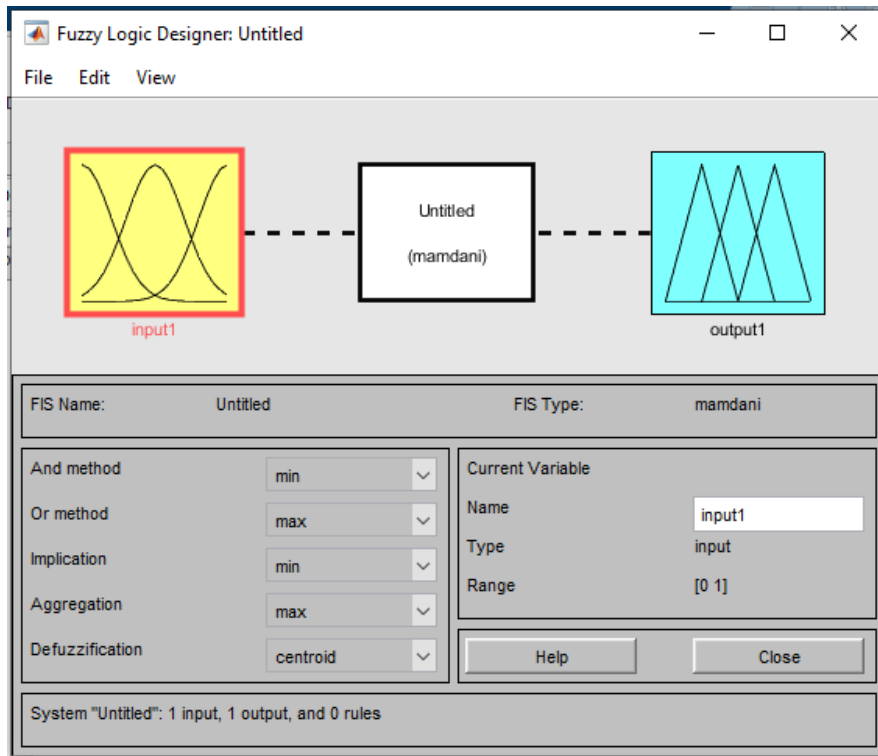 Fuzzy Logic Designer: Untitled
File Edit View
Untitled
(mamdani)
input1
output1
FIS Name: Untitled FIS Type: mamdani
And method min
Or method max
Implication min
Aggregation max
Defuzzification centroid
Current Variable
Name input1
Type input
Range [0 1]
Help Close
System "Untitled": 1 input, 1 output, and 0 rules